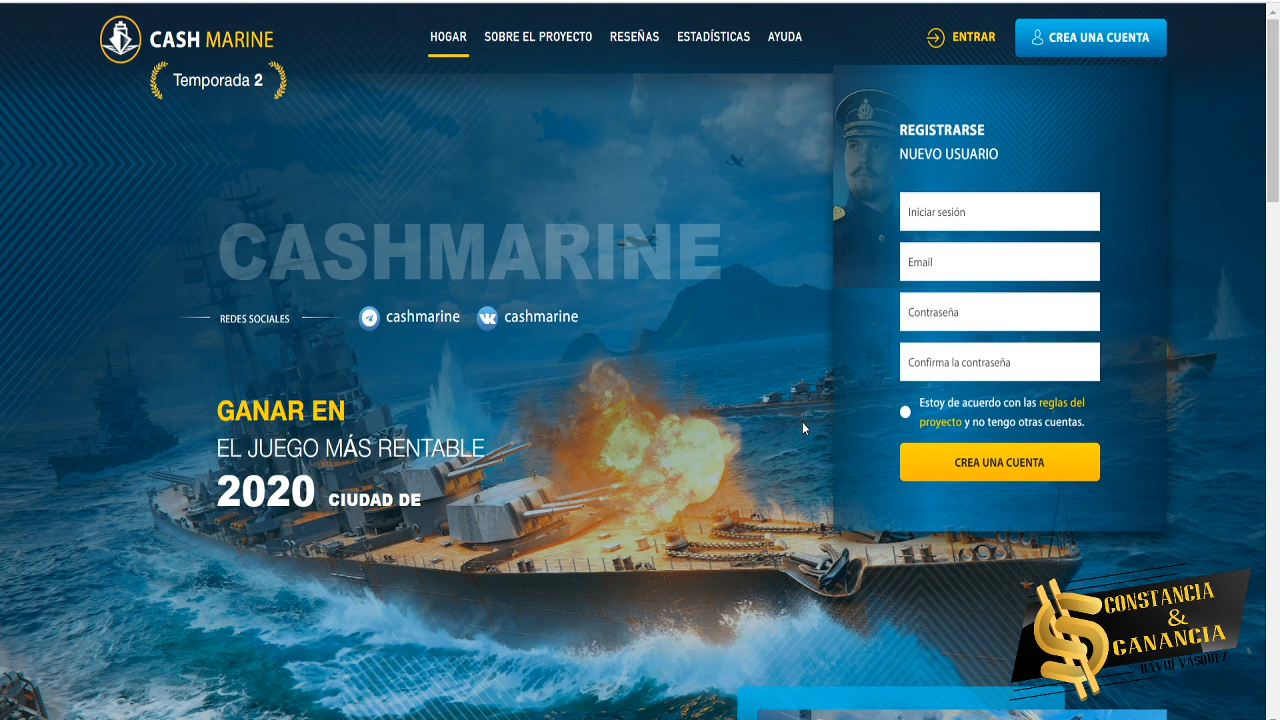 CASH MARINE
Temporada 2
HOGAR
SOBRE EL PROYECTO
RESEÑAS
ESTADÍSTICAS
AYUDA
ENTRAR
CREA UNA CUENTA
REGISTRARSE
NUEVO USUARIO
Iniciar sesión
Email
Contraseña
Confirma la contraseña
Estoy de acuerdo con las reglas del
proyecto y no tengo otras cuentas.
CREA UNA CUENTA
CASHMARINE
REDES SOCIALES
cashmarine
cashmarine
GANAR EN
EL JUEGO MÁS RENTABLE
2020 CIUDAD DE
CONSTANCIA
&
GANANCIA
DAVID VASQUEZ